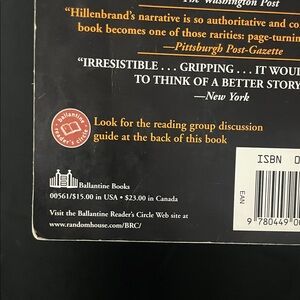 The Washington Post
"Hillenbrand's narrative is so authoritative and co
book becomes one of those rarities: page-turnin
—Pittsburgh Post-Gazette
"IRRESISTIBLE . . . GRIPPING . . . IT WOU
TO THINK OF A BETTER STORY
—New York
ballantine reader's circle
Look for the reading group discussion
guide at the back of this book
Ballantine Books
00561/$15.00 in USA • $23.00 in Canada
Visit the Ballantine Reader's Circle Web site at
www.randomhouse.com/BRC/
ISBN 0
EAN
9 780449 00